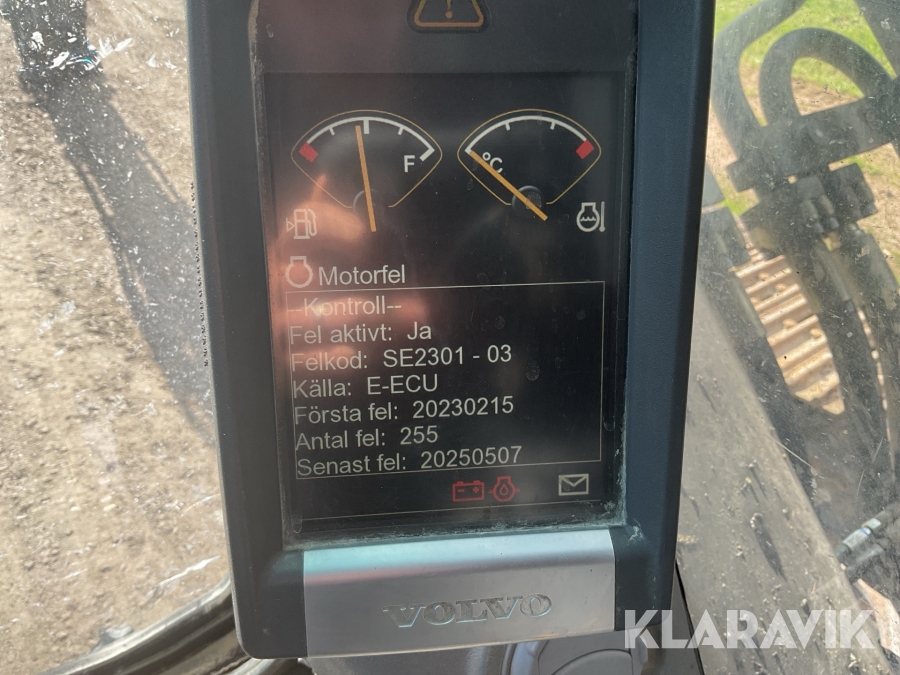 F
°C
Motorfel
--Kontroll--
Fel aktivt: Ja
Felkod: SE2301 - 03
Källa: E-ECU
Första fel: 20230215
Antal fel: 255
Senast fel: 20250507
VOLVO
KLARAVIK